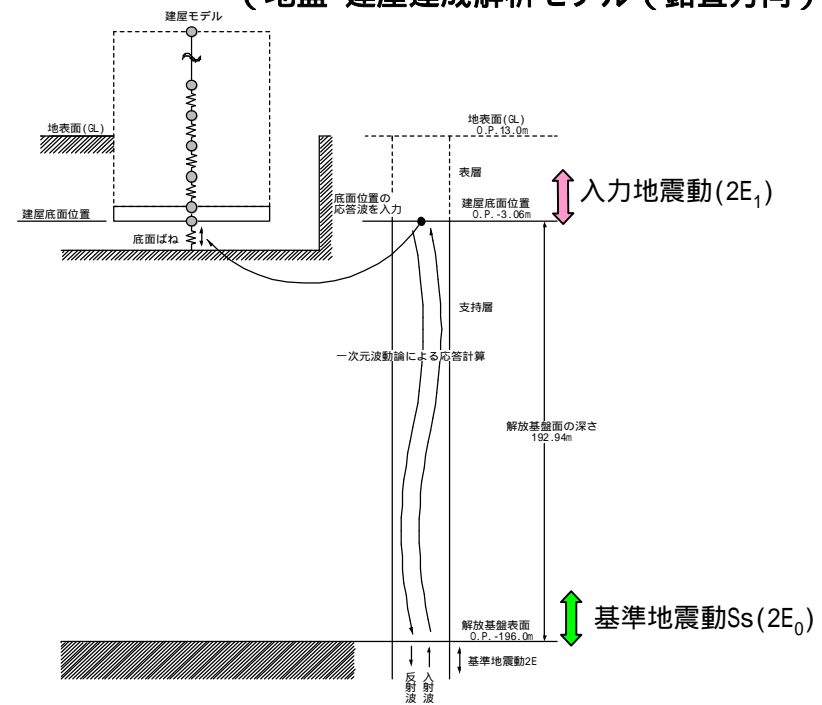 (地盤-建屋連成解析モデル(鉛直方向)
建屋モデル
地表面(GL)
建屋底面位置
底面ばね
底面位置の
応答波を入力
地表面(GL)
O.P.13.0m
表層
建屋底面位置
O.P.-3.06m
入力地震動(2E₁)
支持層
一次元波動論による応答計算
解放基盤面の深さ
192.94m
解放基盤表面
O.P.-196.0m
基準地震動Ss(2E₀)
基準地震動2E
反射波
入射波